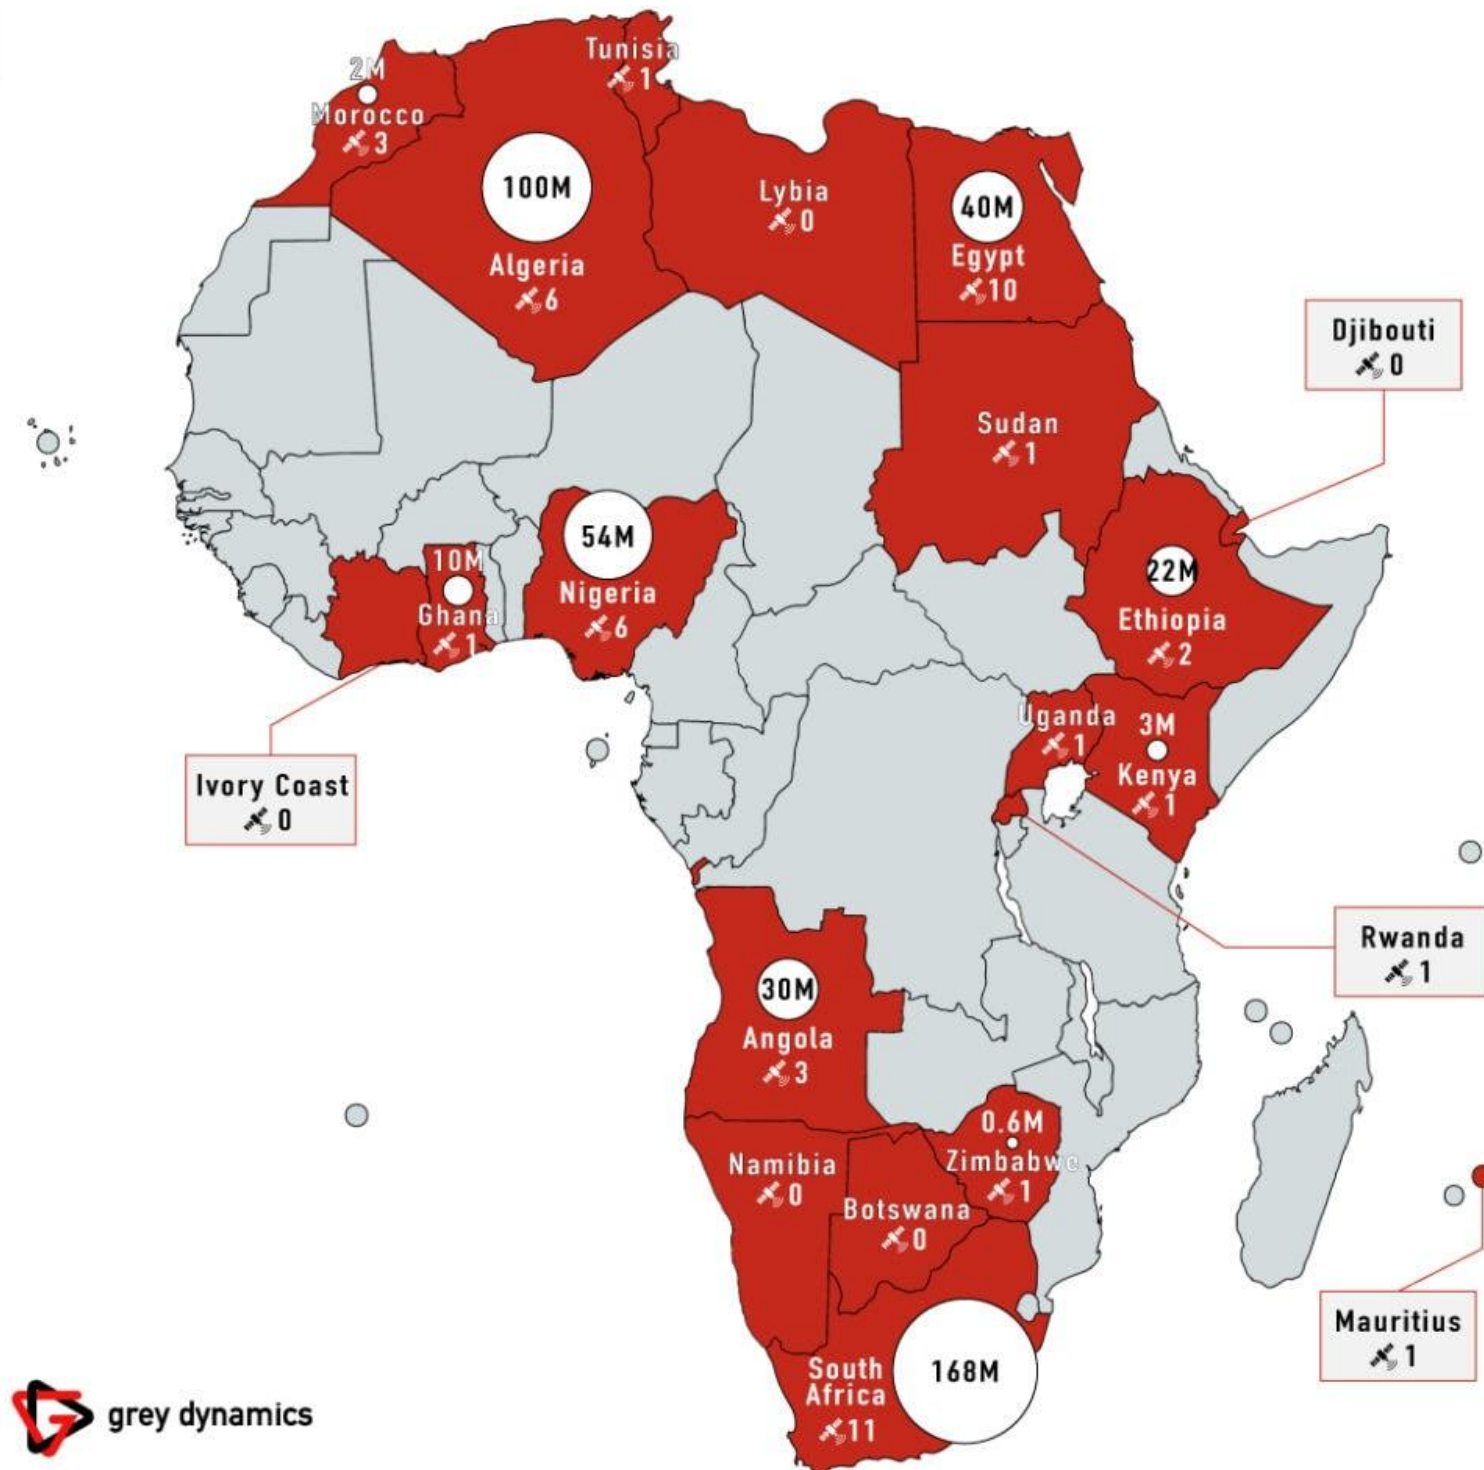 Tunisia
1
2M
Morocco
3
100M
Algeria
6
Lybia
0
40M
Egypt
10
Djibouti
0
Sudan
1
54M
Nigeria
6
10M
Ghana
1
22M
Ethiopia
2
Uganda
1
3M
Kenya
1
Ivory Coast
0
Rwanda
1
30M
Angola
3
0.6M
Zimbabwe
1
Namibia
0
Botswana
0
Mauritius
1
South
Africa
11
168M
grey dynamics